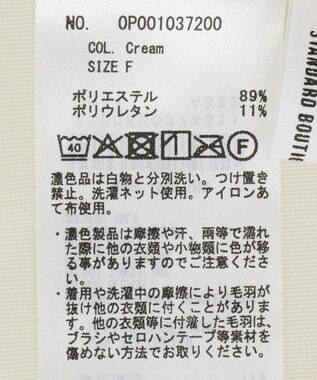 NO. 0P001037200
COL. Cream
SIZE F
ポリエステル 89%
ポリウレタン 11%
40
F
濃色品は白物と分別洗い。つけ置き
禁止。洗濯ネット使用。アイロンあ
て布使用。
・濃色製品は摩擦や汗、雨等で濡れ
た際に他の衣類や小物類に色が移
る事がありますのでご注意くださ
い。
・着用や洗濯中の摩擦により毛羽が
抜け他の衣類に付くことがありま
す。他の衣類等に付着した毛羽は、
ブラシやセロハンテープ等素材を
傷めない方法でお取りください。
STANDARD BOUTI